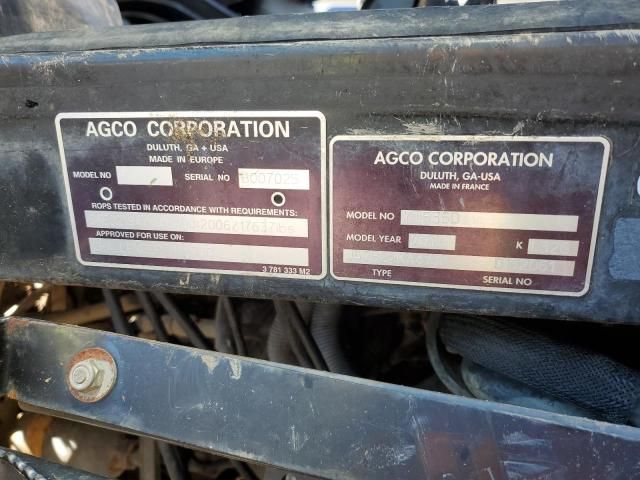 AGCO CORPORATION
DULUTH, GA + USA
MADE IN EUROPE
MODEL NO SERIAL NO B007025
ROPS TESTED IN ACCORDANCE WITH REQUIREMENTS:
APPROVED FOR USE ON:
3 781 333 M2
AGCO CORPORATION
DULUTH, GA-USA
MADE IN FRANCE
MODEL NO
MODEL YEAR K
TYPE SERIAL NO